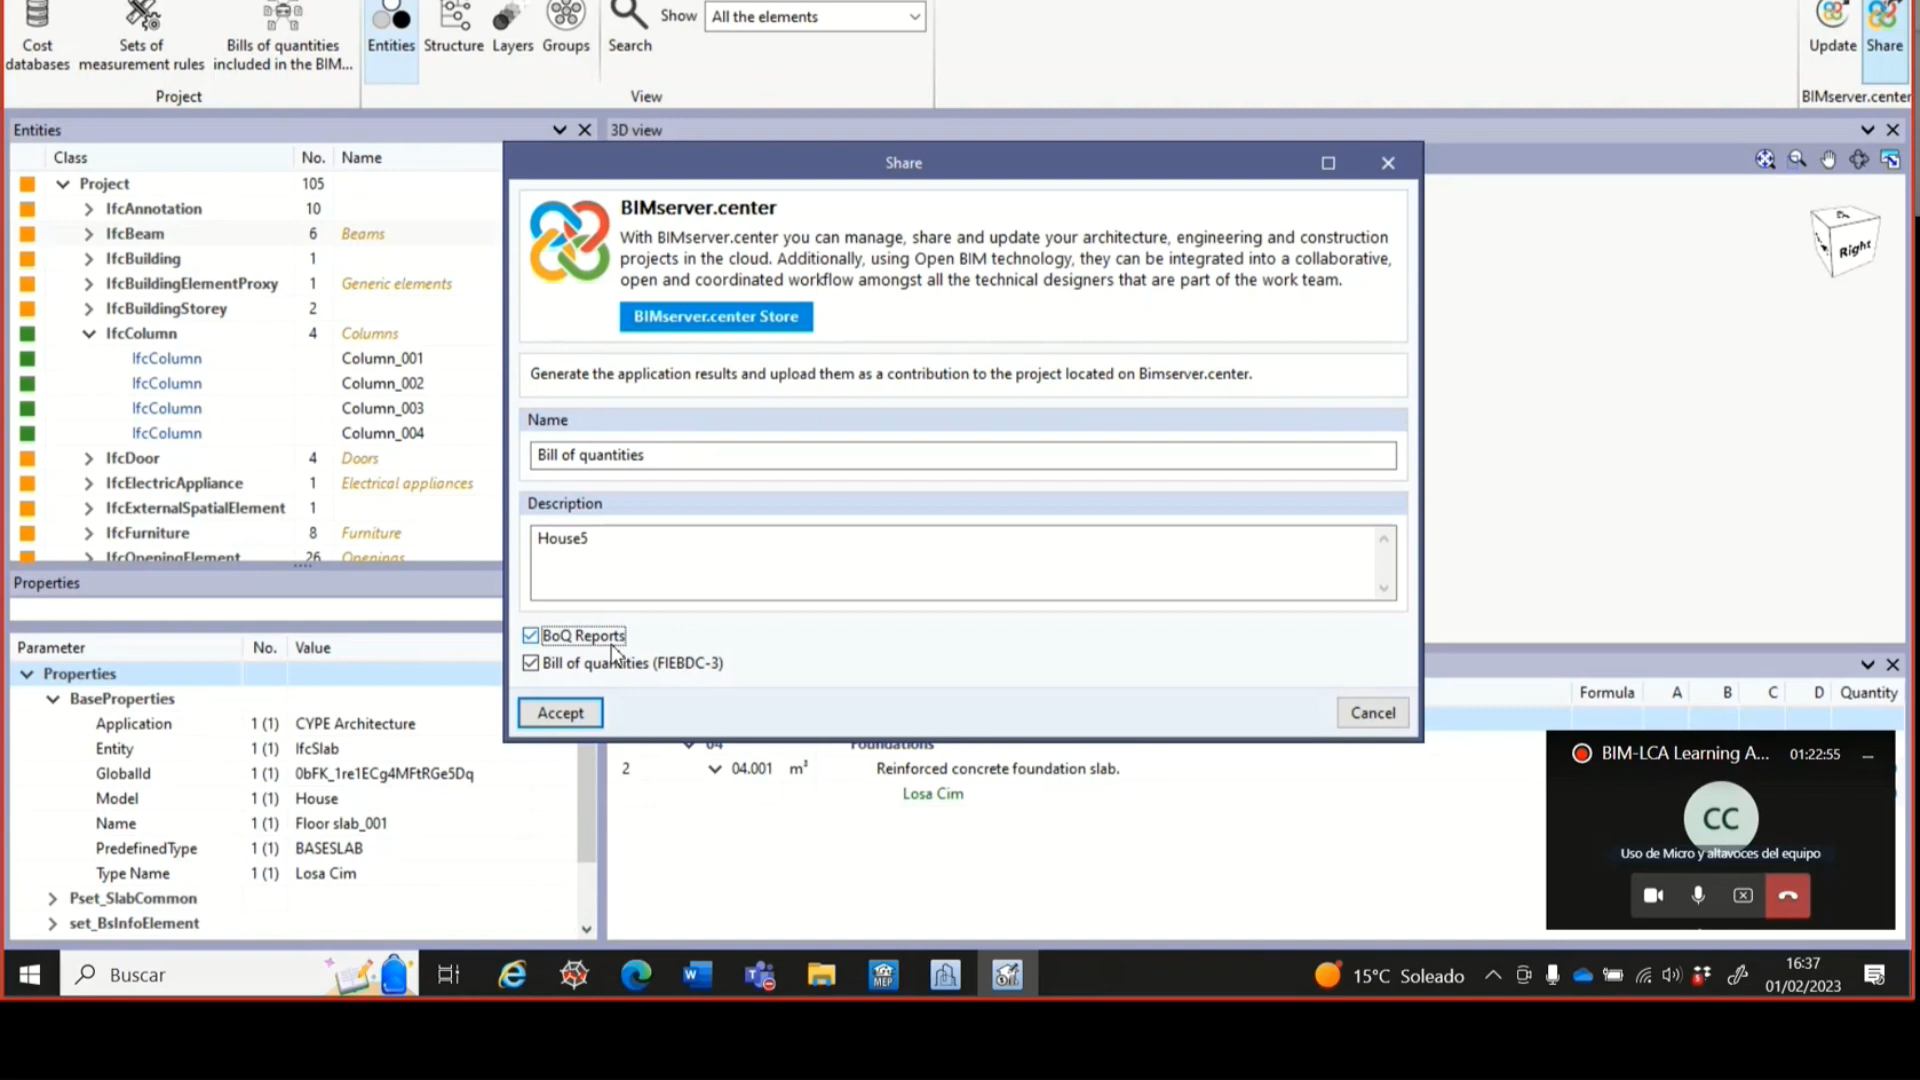 Cost databases
Sets of measurement rules
Bills of quantities included in the BIM...
Entities
Structure
Layers
Groups
Search
Show
All the elements
Update
Share
Project
View
BIMserver.center
Entities
3D view
Class No. Name
Project 105
IfcAnnotation 10
IfcBeam 6 Beams
IfcBuilding 1
IfcBuildingElementProxy 1 Generic elements
IfcBuildingStorey 2
IfcColumn 4 Columns
IfcColumn Column_001
IfcColumn Column_002
IfcColumn Column_003
IfcColumn Column_004
IfcDoor 4 Doors
IfcElectricAppliance 1 Electrical appliances
IfcExternalSpatialElement 1
IfcFurniture 8 Furniture
IfcOpeningElement 26 Openings
Right
Share
BIMserver.center
With BIMserver.center you can manage, share and update your architecture, engineering and construction
projects in the cloud. Additionally, using Open BIM technology, they can be integrated into a collaborative,
open and coordinated workflow amongst all the technical designers that are part of the work team.
BIMserver.center Store
Generate the application results and upload them as a contribution to the project located on Bimserver.center.
Name
Bill of quantities
Description
House5
BoQ Reports
Bill of quantities (FIEBDC-3)
Accept
Cancel
Properties
Parameter No. Value
Properties
BaseProperties
Application 1 (1) CYPE Architecture
Entity 1 (1) IfcSlab
GlobalId 1 (1) 0bFK_1re1ECg4MFtRGe5Dq
Model 1 (1) House
Name 1 (1) Floor slab_001
PredefinedType 1 (1) BASESLAB
Type Name 1 (1) Losa Cim
Pset_SlabCommon
set_BsInfoElement
Formula A B C D Quantity
04 Foundations
2 04.001 m³ Reinforced concrete foundation slab.
Losa Cim
BIM-LCA Learning A... 01:22:55
CC
Uso de Micro y altavoces del equipo
Buscar
15°C Soleado
16:37
01/02/2023